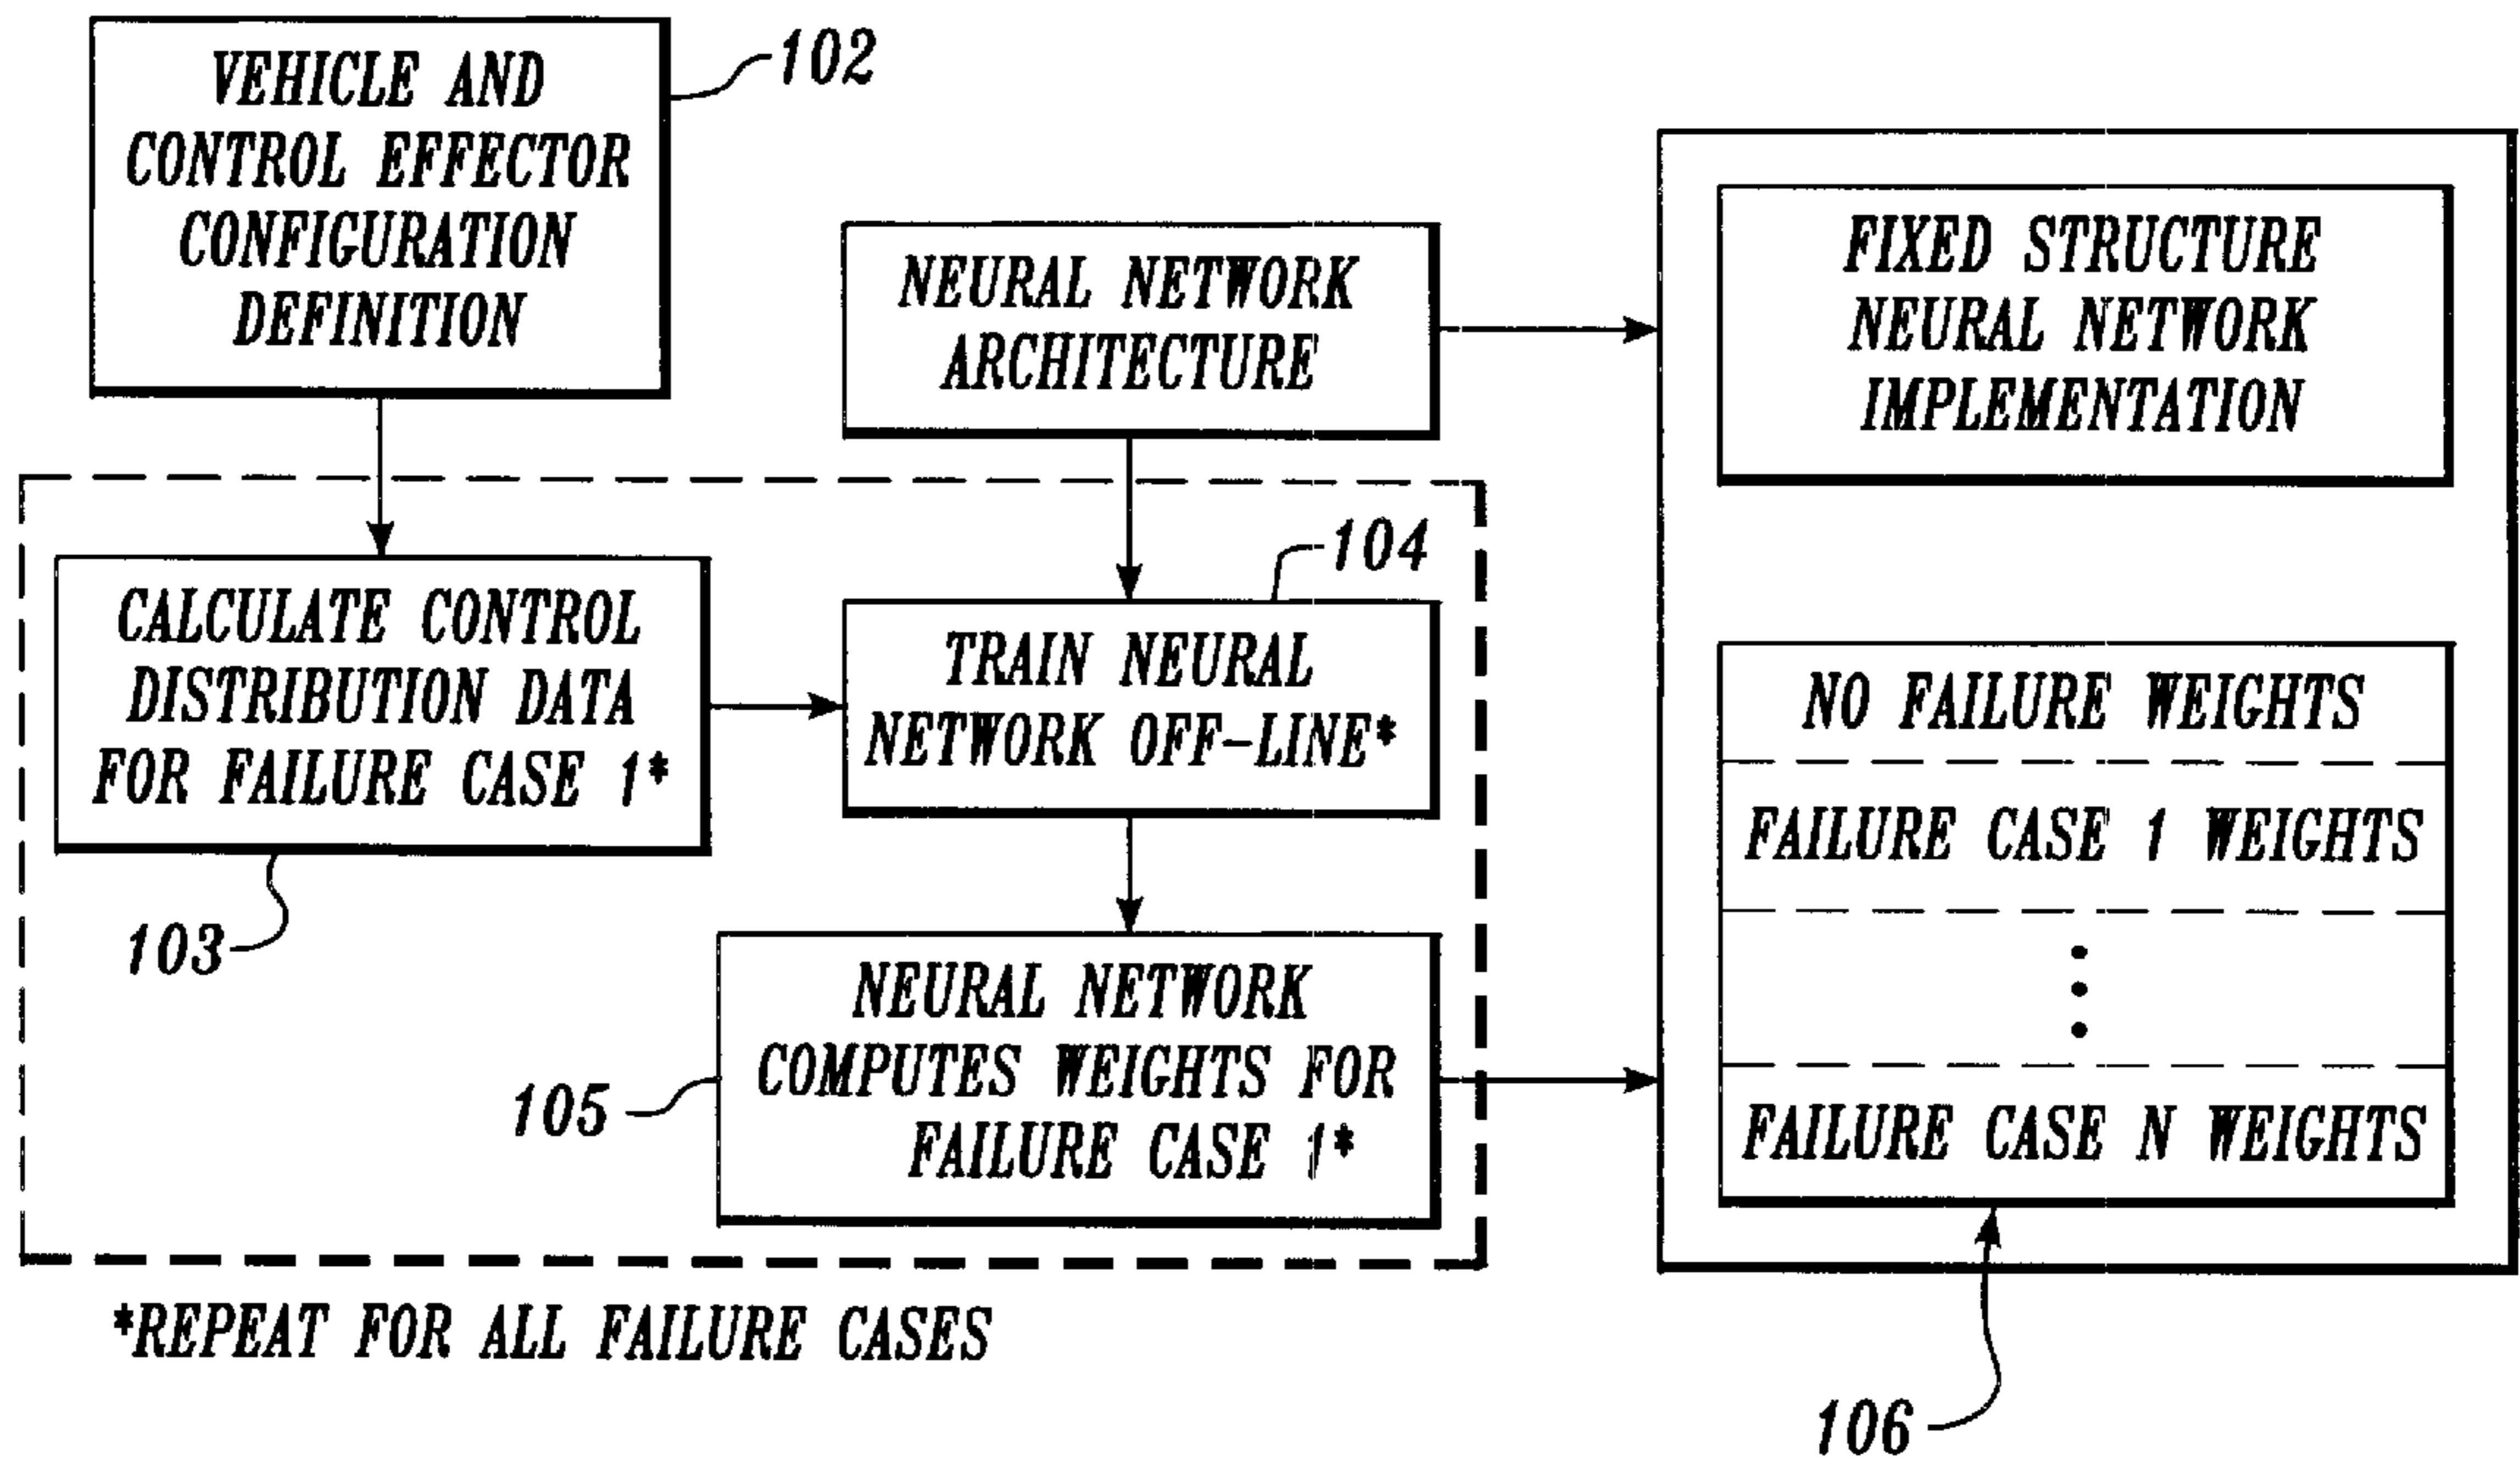 VEHICLE AND
CONTROL EFFECTOR
CONFIGURATION
DEFINITION
102
NEURAL NETWORK
ARCHITECTURE
FIXED STRUCTURE
NEURAL NETWORK
IMPLEMENTATION
CALCULATE CONTROL
DISTRIBUTION DATA
FOR FAILURE CASE 1*
103
104
TRAIN NEURAL
NETWORK OFF-LINE*
NEURAL NETWORK
COMPUTES WEIGHTS FOR
FAILURE CASE 1*
105
NO FAILURE WEIGHTS
FAILURE CASE 1 WEIGHTS
FAILURE CASE N WEIGHTS
106
*REPEAT FOR ALL FAILURE CASES